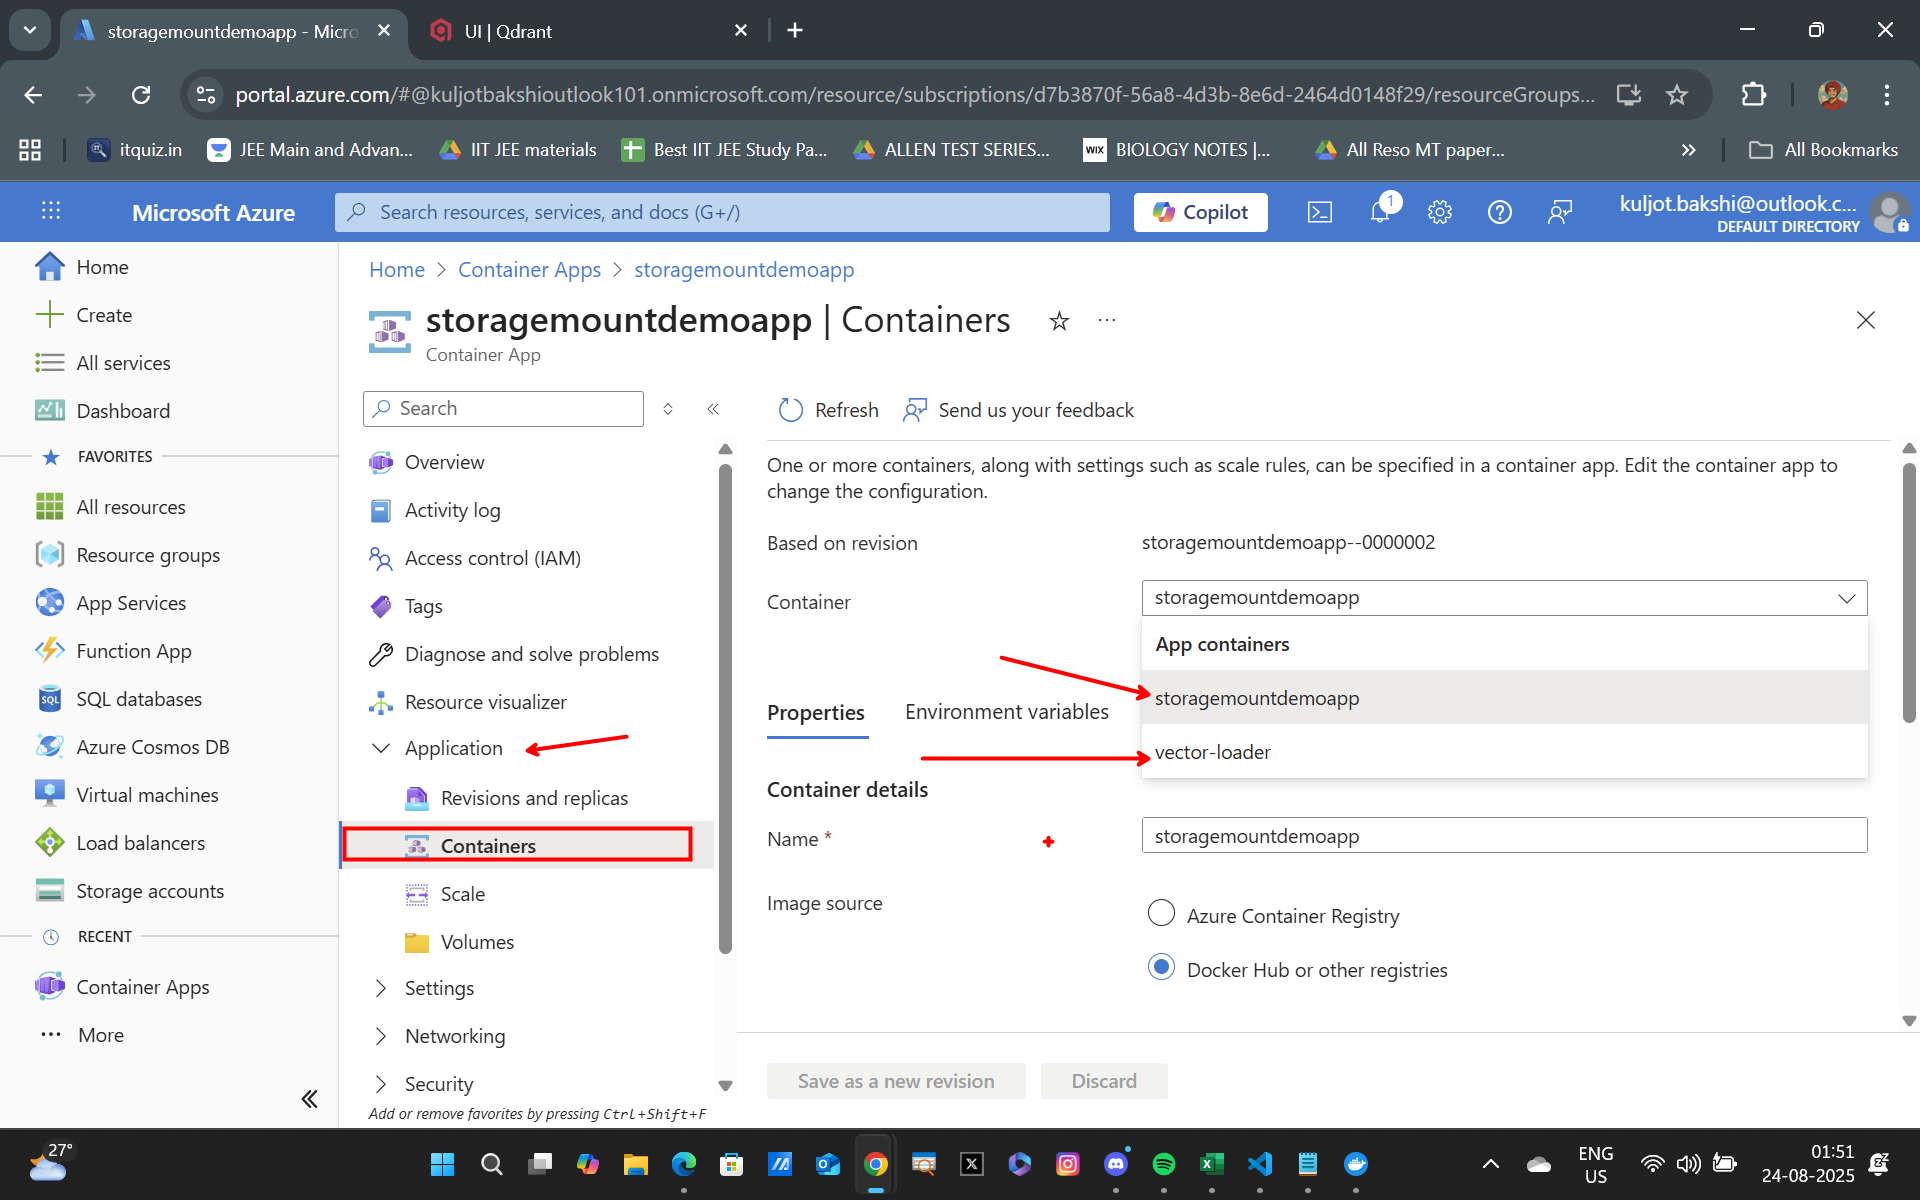 storagemountdemoapp - Micro
UI | Qdrant
portal.azure.com/#@kuljotbakshioutlook101.onmicrosoft.com/resource/subscriptions/d7b3870f-56a8-4d3b-8e6d-2464d0148f29/resourceGroups...
itquiz.in
JEE Main and Advan...
IIT JEE materials
Best IIT JEE Study Pa...
ALLEN TEST SERIES...
WIX
BIOLOGY NOTES |...
All Reso MT paper...
All Bookmarks
Microsoft Azure
Search resources, services, and docs (G+/)
Copilot
1
kuljot.bakshi@outlook.c...
DEFAULT DIRECTORY
Home
Create
All services
Dashboard
FAVORITES
All resources
Resource groups
App Services
Function App
SQL
SQL databases
Azure Cosmos DB
Virtual machines
Load balancers
Storage accounts
RECENT
Container Apps
More
Home > Container Apps > storagemountdemoapp
storagemountdemoapp | Containers
Container App
Search
Overview
Activity log
Access control (IAM)
Tags
Diagnose and solve problems
Resource visualizer
Application
Revisions and replicas
Containers
Scale
Volumes
Settings
Networking
Security
Add or remove favorites by pressing Ctrl+Shift+F
Refresh
Send us your feedback
One or more containers, along with settings such as scale rules, can be specified in a container app. Edit the container app to
change the configuration.
Based on revision
storagemountdemoapp--0000002
Container
storagemountdemoapp
App containers
storagemountdemoapp
vector-loader
Properties
Environment variables
Container details
Name *
storagemountdemoapp
Image source
Azure Container Registry
Docker Hub or other registries
Save as a new revision
Discard
27°
ENG
US
01:51
24-08-2025